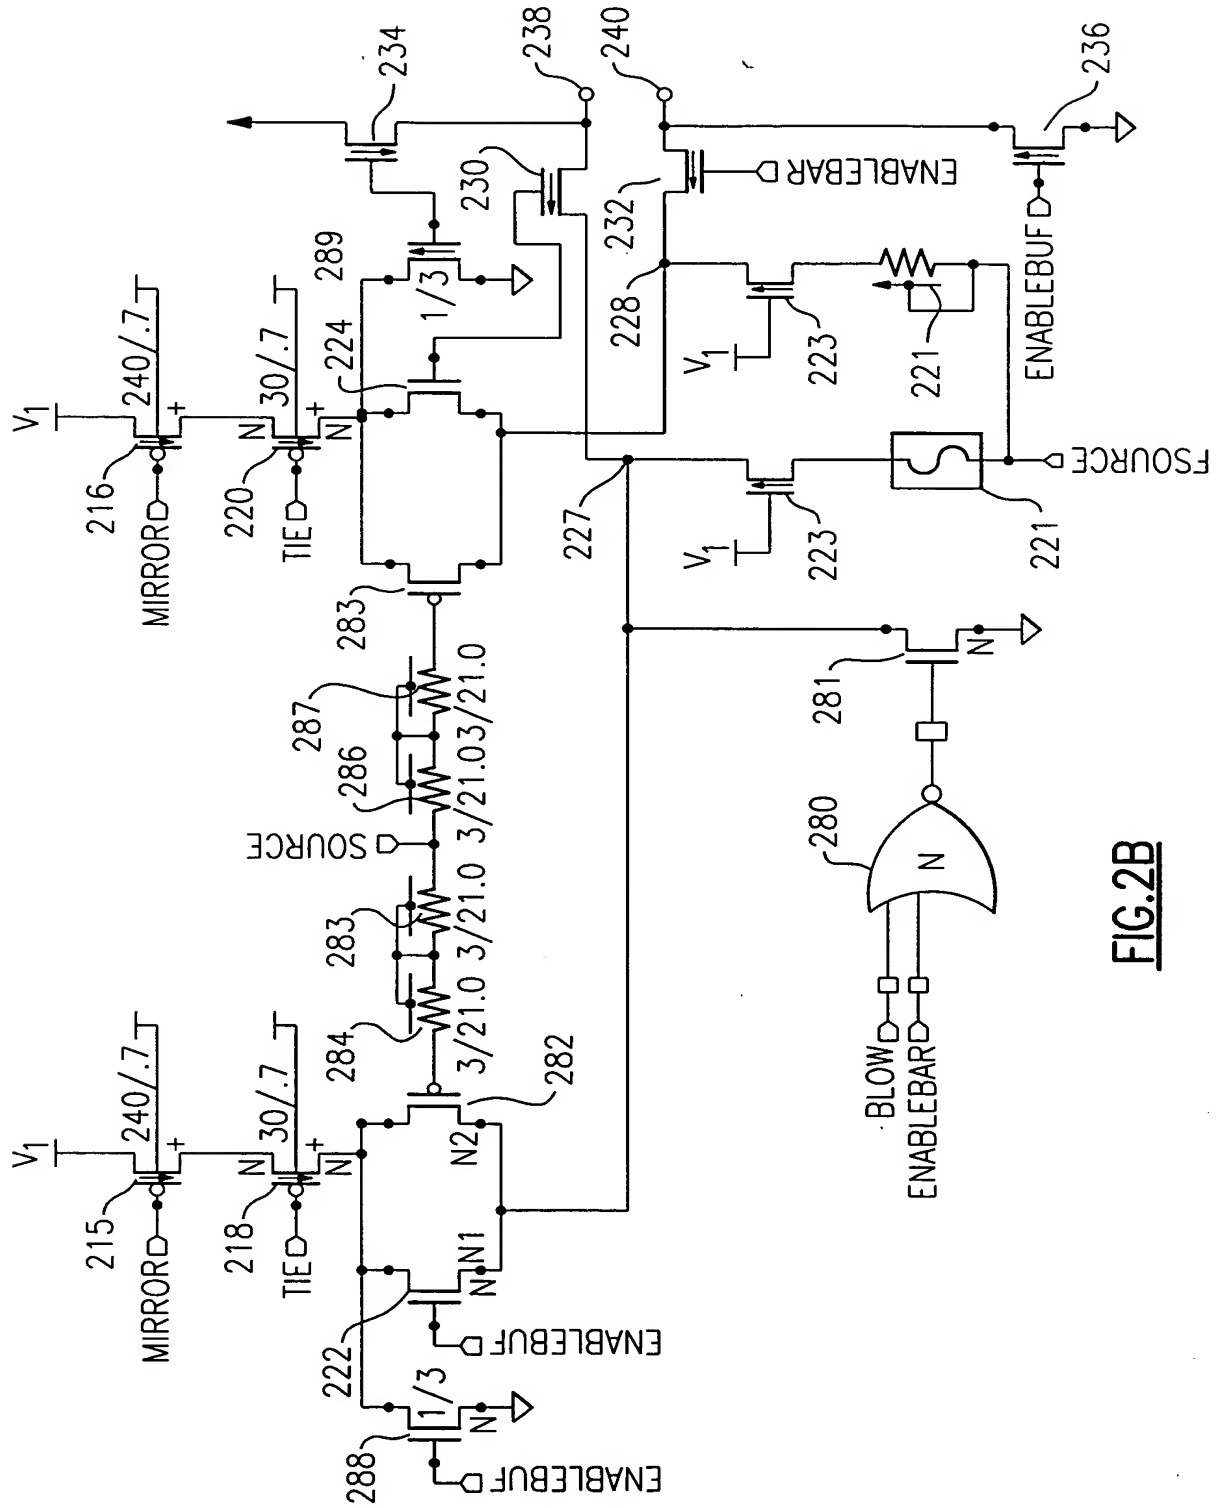 V1
240/.7
215
MIRROR
+
N
30/.7
218
TIE
+
N
222
N
N1
N2
282
ENABLEBUF
288
1/3
N
ENABLEBUF
284
3/21.0
283
3/21.0
SOURCE
286
3/21.0
287
3/21.0
283
V1
240/.7
216
MIRROR
+
N
30/.7
220
TIE
+
N
224
289
1/3
234
230
238
240
232
ENABLEBAR
228
227
V1
223
V1
223
221
221
FSOURCE
236
ENABLEBUF
281
N
280
N
BLOW
ENABLEBAR
FIG.2B